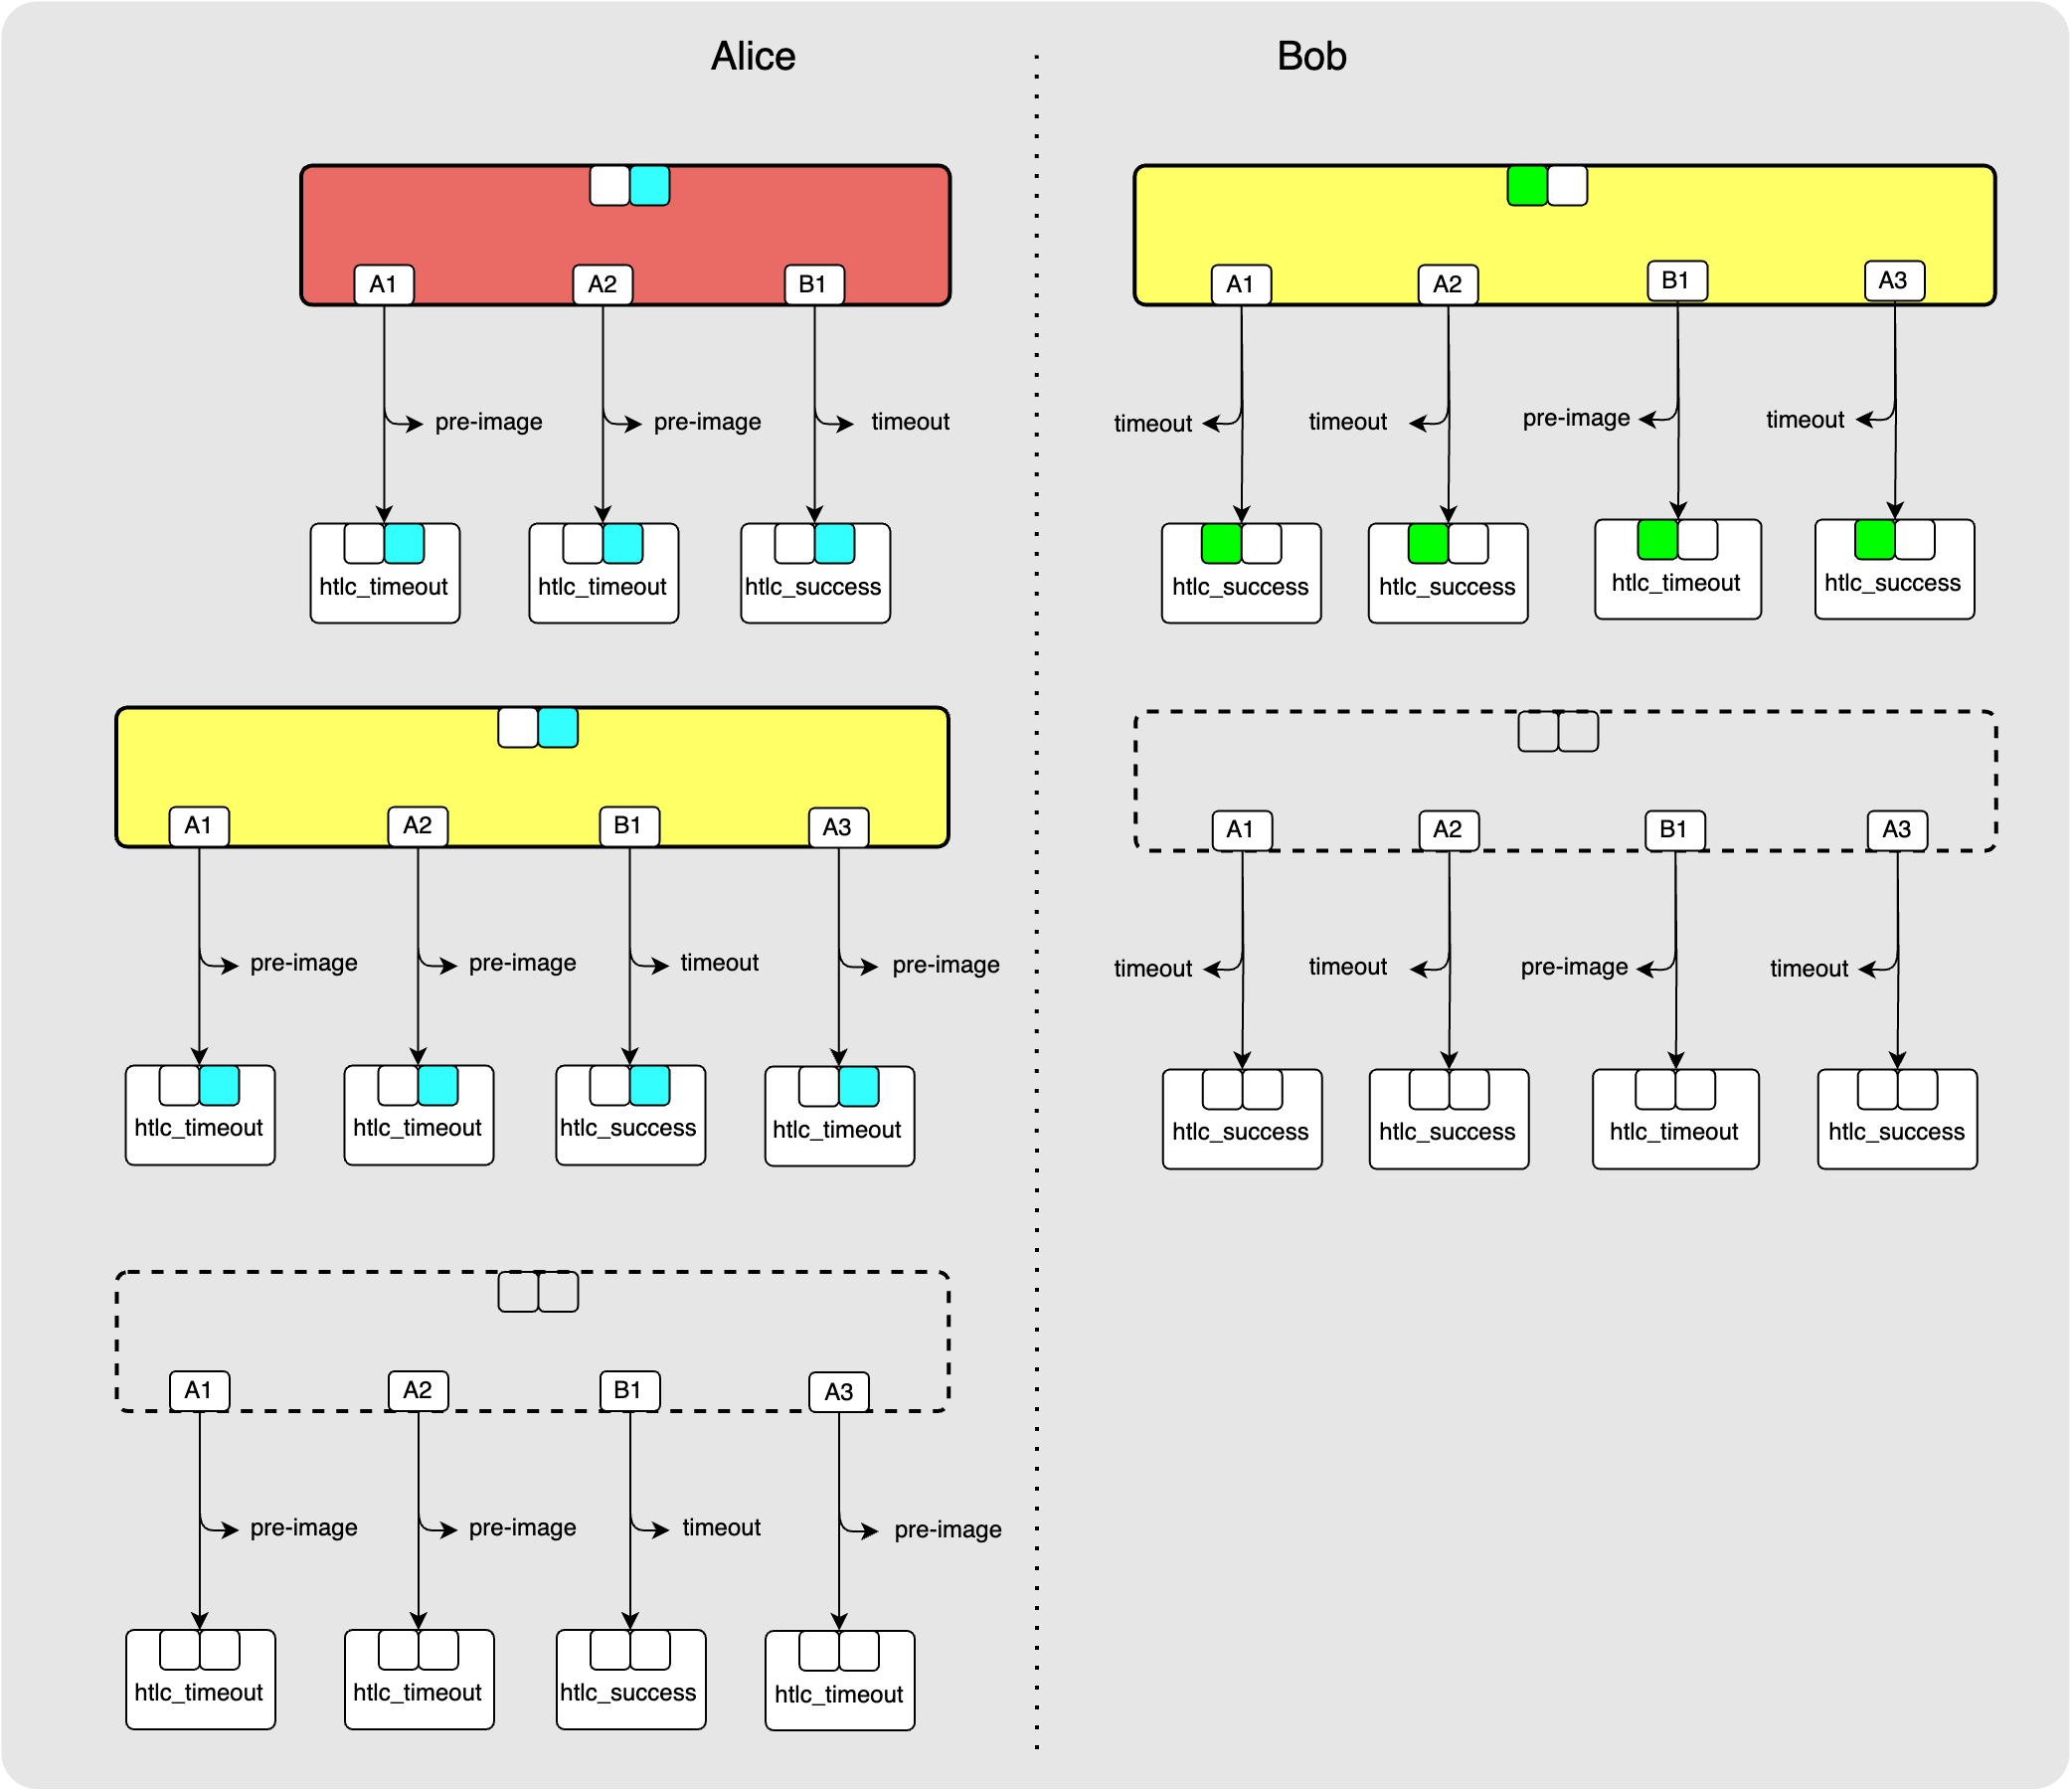 Alice
Bob
A1 A2 B1
pre-image pre-image timeout
htlc_timeout htlc_timeout htlc_success
A1 A2 B1 A3
timeout timeout pre-image timeout
htlc_success htlc_success htlc_timeout htlc_success
A1 A2 B1 A3
pre-image pre-image timeout pre-image
htlc_timeout htlc_timeout htlc_success htlc_timeout
A1 A2 B1 A3
timeout timeout pre-image timeout
htlc_success htlc_success htlc_timeout htlc_success
A1 A2 B1 A3
pre-image pre-image timeout pre-image
htlc_timeout htlc_timeout htlc_success htlc_timeout